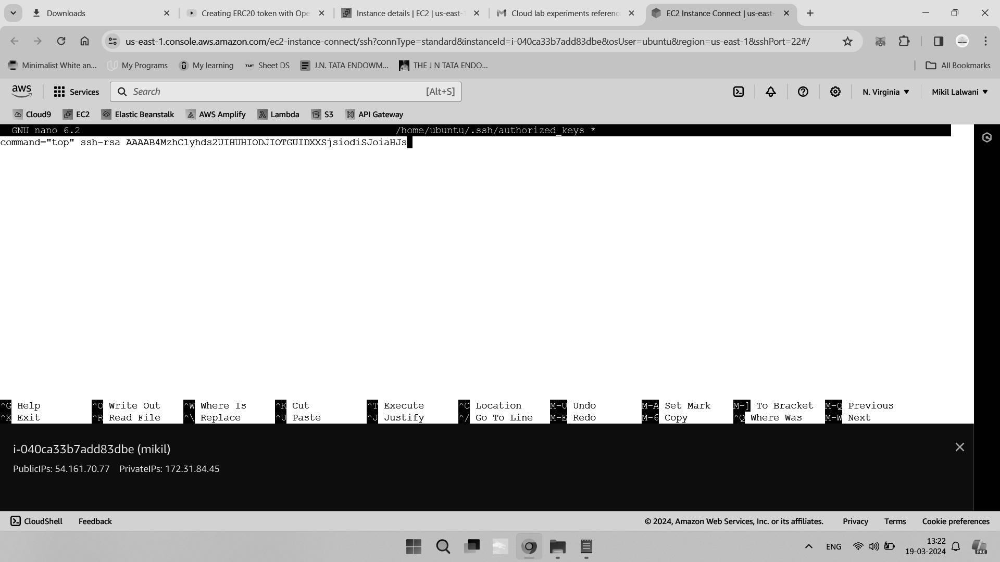 Downloads
Creating ERC20 token with Ope
Instance details | EC2 | us-east-1
Cloud lab experiments reference
EC2 Instance Connect | us-east-
us-east-1.console.aws.amazon.com/ec2-instance-connect/ssh?connType=standard&instanceId=i-040ca33b7add83dbe&osUser=ubuntu&region=us-east-1&sshPort=22#/
Minimalist White an...
My Programs
My learning
TUF Sheet DS
J.N. TATA ENDOWM...
THE J N TATA ENDO...
All Bookmarks
aws
Services
Search
[Alt+S]
N. Virginia
Mikil Lalwani
Cloud9
EC2
Elastic Beanstalk
AWS Amplify
Lambda
S3
API Gateway
GNU nano 6.2 /home/ubuntu/.ssh/authorized_keys *
command="top" ssh-rsa AAAAB4MzhC1yhds2UIHUHIODJIOTGUIDXXSjsiodiSJoiaHJs
^G Help ^O Write Out ^W Where Is ^K Cut ^T Execute ^C Location M-U Undo M-A Set Mark M-] To Bracket M-Q Previous
^X Exit ^R Read File ^\ Replace ^U Paste ^J Justify ^/ Go To Line M-E Redo M-6 Copy ^Q Where Was M-W Next
i-040ca33b7add83dbe (mikil)
PublicIPs: 54.161.70.77 PrivateIPs: 172.31.84.45
CloudShell
Feedback
© 2024, Amazon Web Services, Inc. or its affiliates.
Privacy
Terms
Cookie preferences
ENG
13:22
19-03-2024
PRE